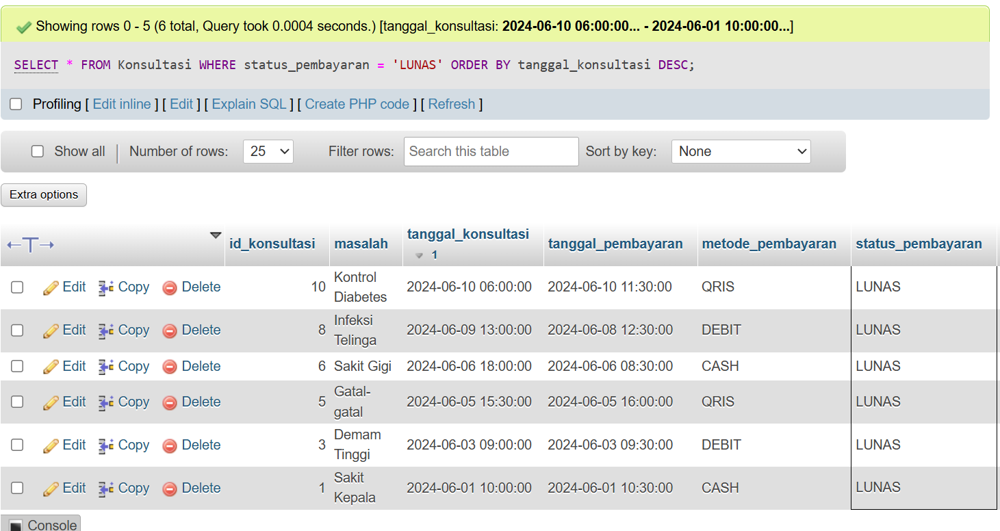 Showing rows 0 - 5 (6 total, Query took 0.0004 seconds.) [tanggal_konsultasi: 2024-06-10 06:00:00... - 2024-06-01 10:00:00...]
SELECT * FROM Konsultasi WHERE status_pembayaran = 'LUNAS' ORDER BY tanggal_konsultasi DESC;
Profiling [ Edit inline ] [ Edit ] [ Explain SQL ] [ Create PHP code ] [ Refresh ]
Show all | Number of rows: 25 Filter rows: Search this table Sort by key: None
Extra options
←T→ id_konsultasi masalah tanggal_konsultasi 1 tanggal_pembayaran metode_pembayaran status_pembayaran
Edit Copy Delete 10 Kontrol Diabetes 2024-06-10 06:00:00 2024-06-10 11:30:00 QRIS LUNAS
Edit Copy Delete 8 Infeksi Telinga 2024-06-09 13:00:00 2024-06-08 12:30:00 DEBIT LUNAS
Edit Copy Delete 6 Sakit Gigi 2024-06-06 18:00:00 2024-06-06 08:30:00 CASH LUNAS
Edit Copy Delete 5 Gatal-gatal 2024-06-05 15:30:00 2024-06-05 16:00:00 QRIS LUNAS
Edit Copy Delete 3 Demam Tinggi 2024-06-03 09:00:00 2024-06-03 09:30:00 DEBIT LUNAS
Edit Copy Delete 1 Sakit Kepala 2024-06-01 10:00:00 2024-06-01 10:30:00 CASH LUNAS
Console